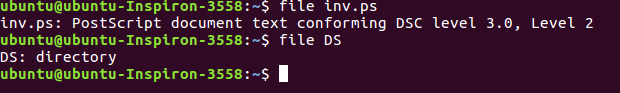 ubuntu@ubuntu-Inspiron-3558:~$ file inv.ps
inv.ps: PostScript document text conforming DSC level 3.0, Level 2
ubuntu@ubuntu-Inspiron-3558:~$ file DS
DS: directory
ubuntu@ubuntu-Inspiron-3558:~$